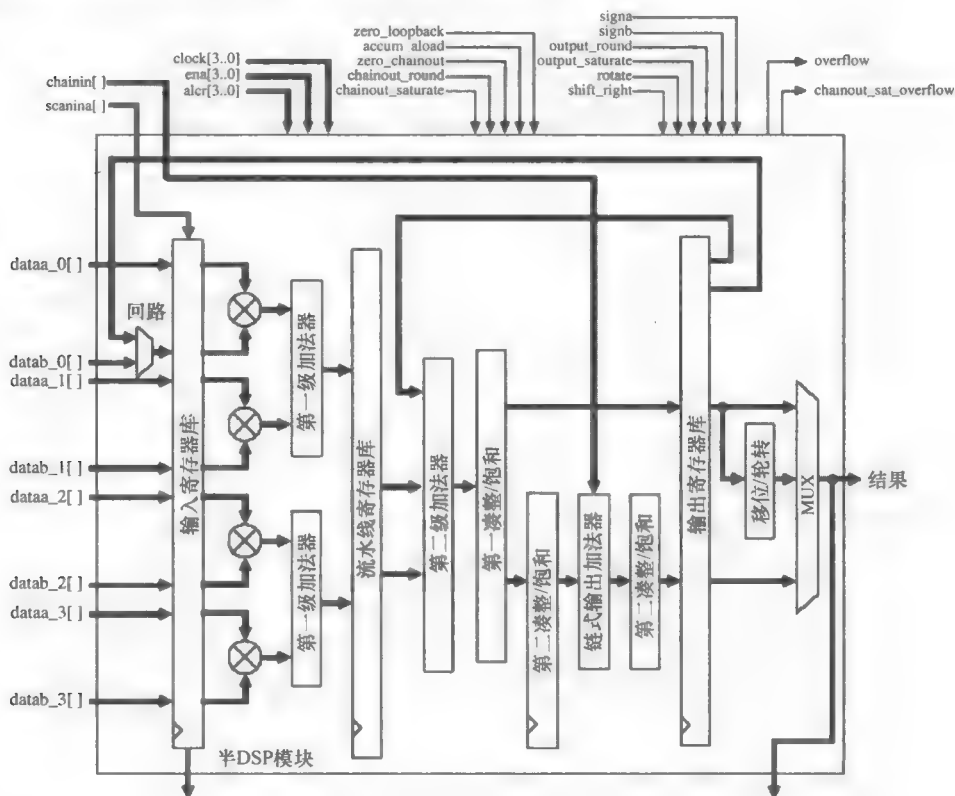 signa
signb
output_round
output_saturate
rotate
shift_right
zero_loopback
accum_aload
zero_chainout
chainout_round
chainout_saturate
clock[3..0]
ena[3..0]
alcr[3..0]
chainin[ ]
scanina[ ]
overflow
chainout_sat_overflow
dataa_0[ ]
回路
datab_0[ ]
dataa_1[ ]
datab_1[ ]
dataa_2[ ]
datab_2[ ]
dataa_3[ ]
datab_3[ ]
输入寄存器库
第一级加法器
第一级加法器
流水线寄存器库
第二级加法器
第一凑整/饱和
第二凑整/饱和
链式输出加法器
第二凑整/饱和
输出寄存器库
移位/轮转
MUX
结果
半DSP模块